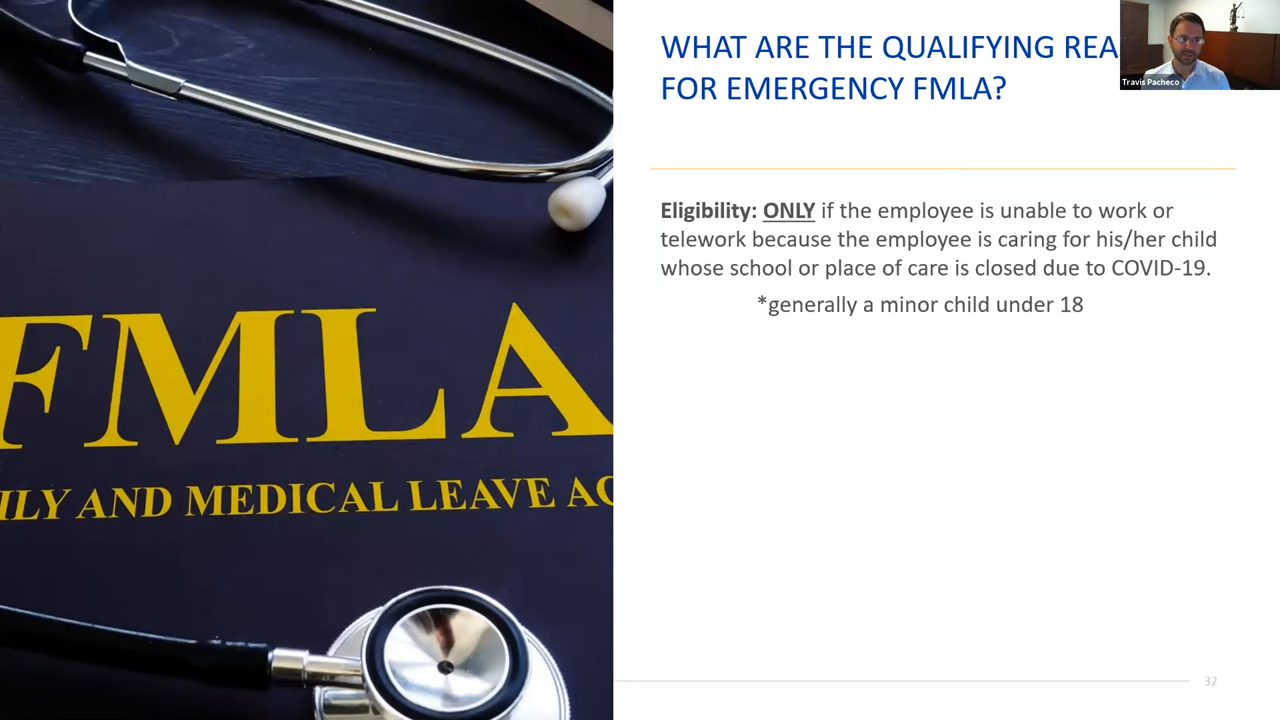 WHAT ARE THE QUALIFYING REA
FOR EMERGENCY FMLA?
Travis Pacheco
Eligibility: ONLY if the employee is unable to work or
telework because the employee is caring for his/her child
whose school or place of care is closed due to COVID-19.
*generally a minor child under 18
FMLA
ILY AND MEDICAL LEAVE AC
32